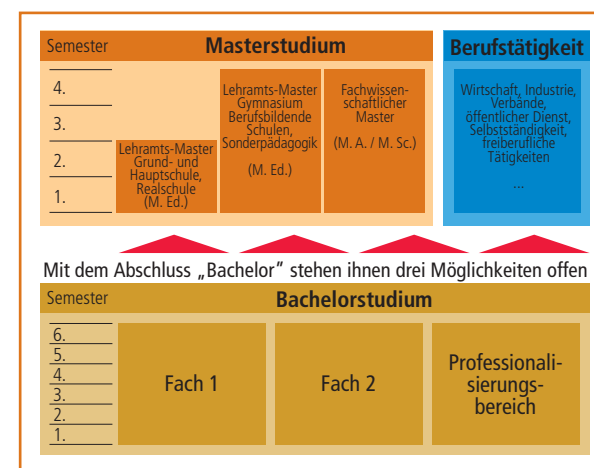 Semester
Masterstudium
Berufstätigkeit
4.
3.
2.
1.
Lehramts-Master
Grund- und
Hauptschule,
Realschule
(M. Ed.)
Lehramts-Master
Gymnasium
Berufsbildende
Schulen,
Sonderpädagogik
(M. Ed.)
Fachwissen-
schaftlicher
Master
(M. A. / M. Sc.)
Wirtschaft, Industrie,
Verbände,
öffentlicher Dienst,
Selbstständigkeit,
freiberufliche
Tätigkeiten
...
Mit dem Abschluss „Bachelor" stehen ihnen drei Möglichkeiten offen
Semester
Bachelorstudium
6.
5.
4.
3.
2.
1.
Fach 1
Fach 2
Professionali-
sierungs-
bereich